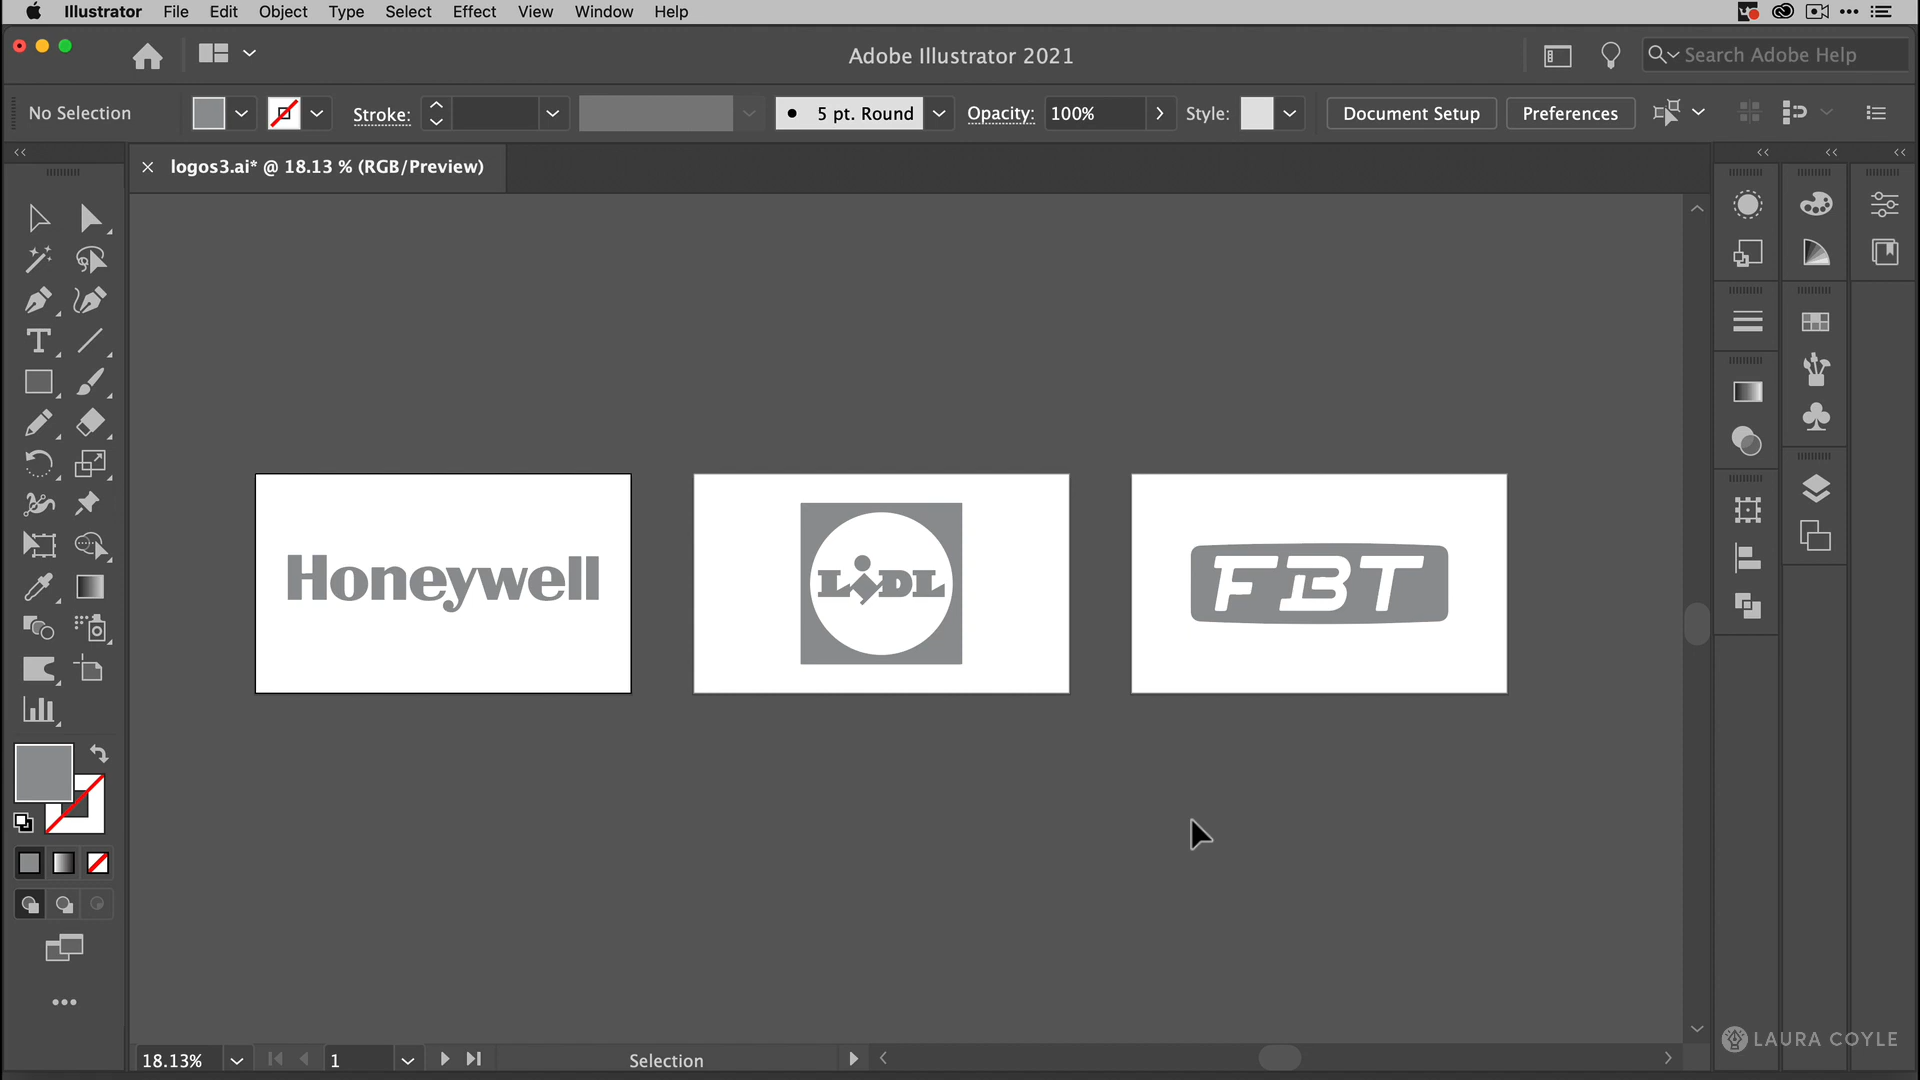 Illustrator File Edit Object Type Select Effect View Window Help
Adobe Illustrator 2021
Search Adobe Help
No Selection
Stroke:
5 pt. Round
Opacity:
100%
Style:
Document Setup
Preferences
logos3.ai* @ 18.13 % (RGB/Preview)
Honeywell
LiDL
FBT
18.13%
1
Selection
LAURA COYLE